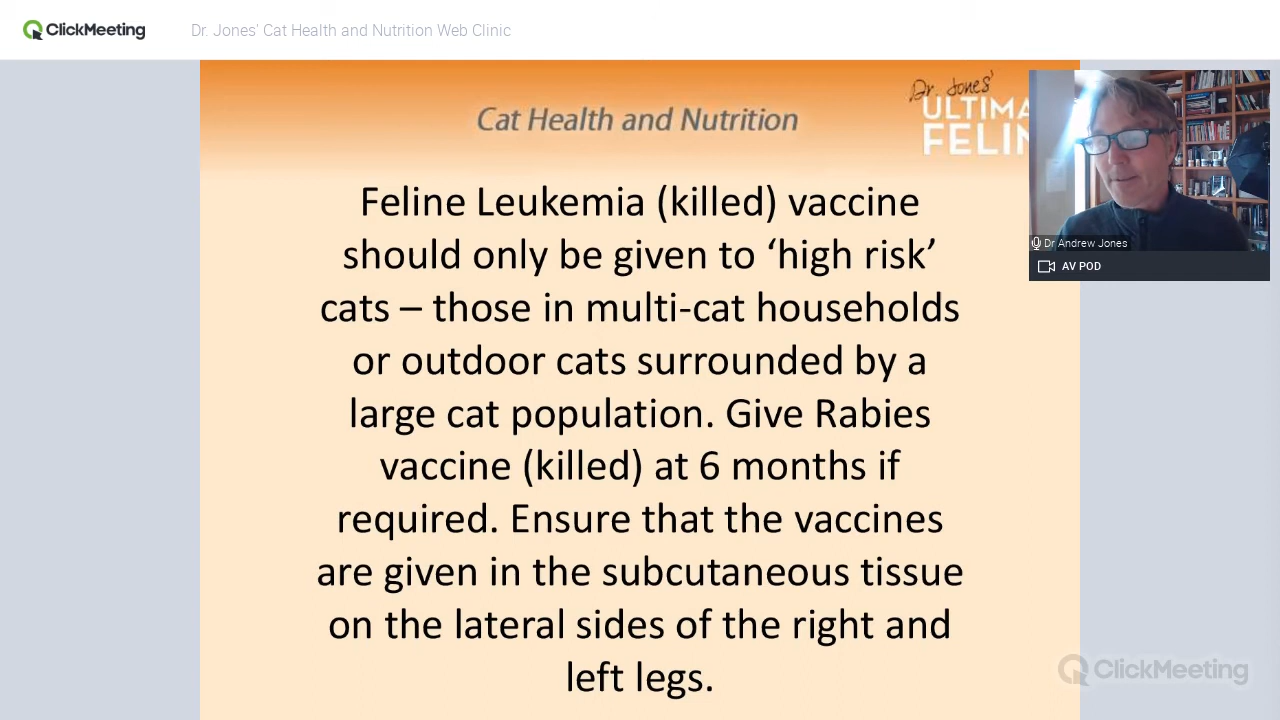 ClickMeeting
Dr. Jones' Cat Health and Nutrition Web Clinic
Cat Health and Nutrition
Dr. Jones'
ULTIMA
FELIN
Dr Andrew Jones
AV POD
Feline Leukemia (killed) vaccine
should only be given to ‘high risk’
cats – those in multi-cat households
or outdoor cats surrounded by a
large cat population. Give Rabies
vaccine (killed) at 6 months if
required. Ensure that the vaccines
are given in the subcutaneous tissue
on the lateral sides of the right and
left legs.
ClickMeeting